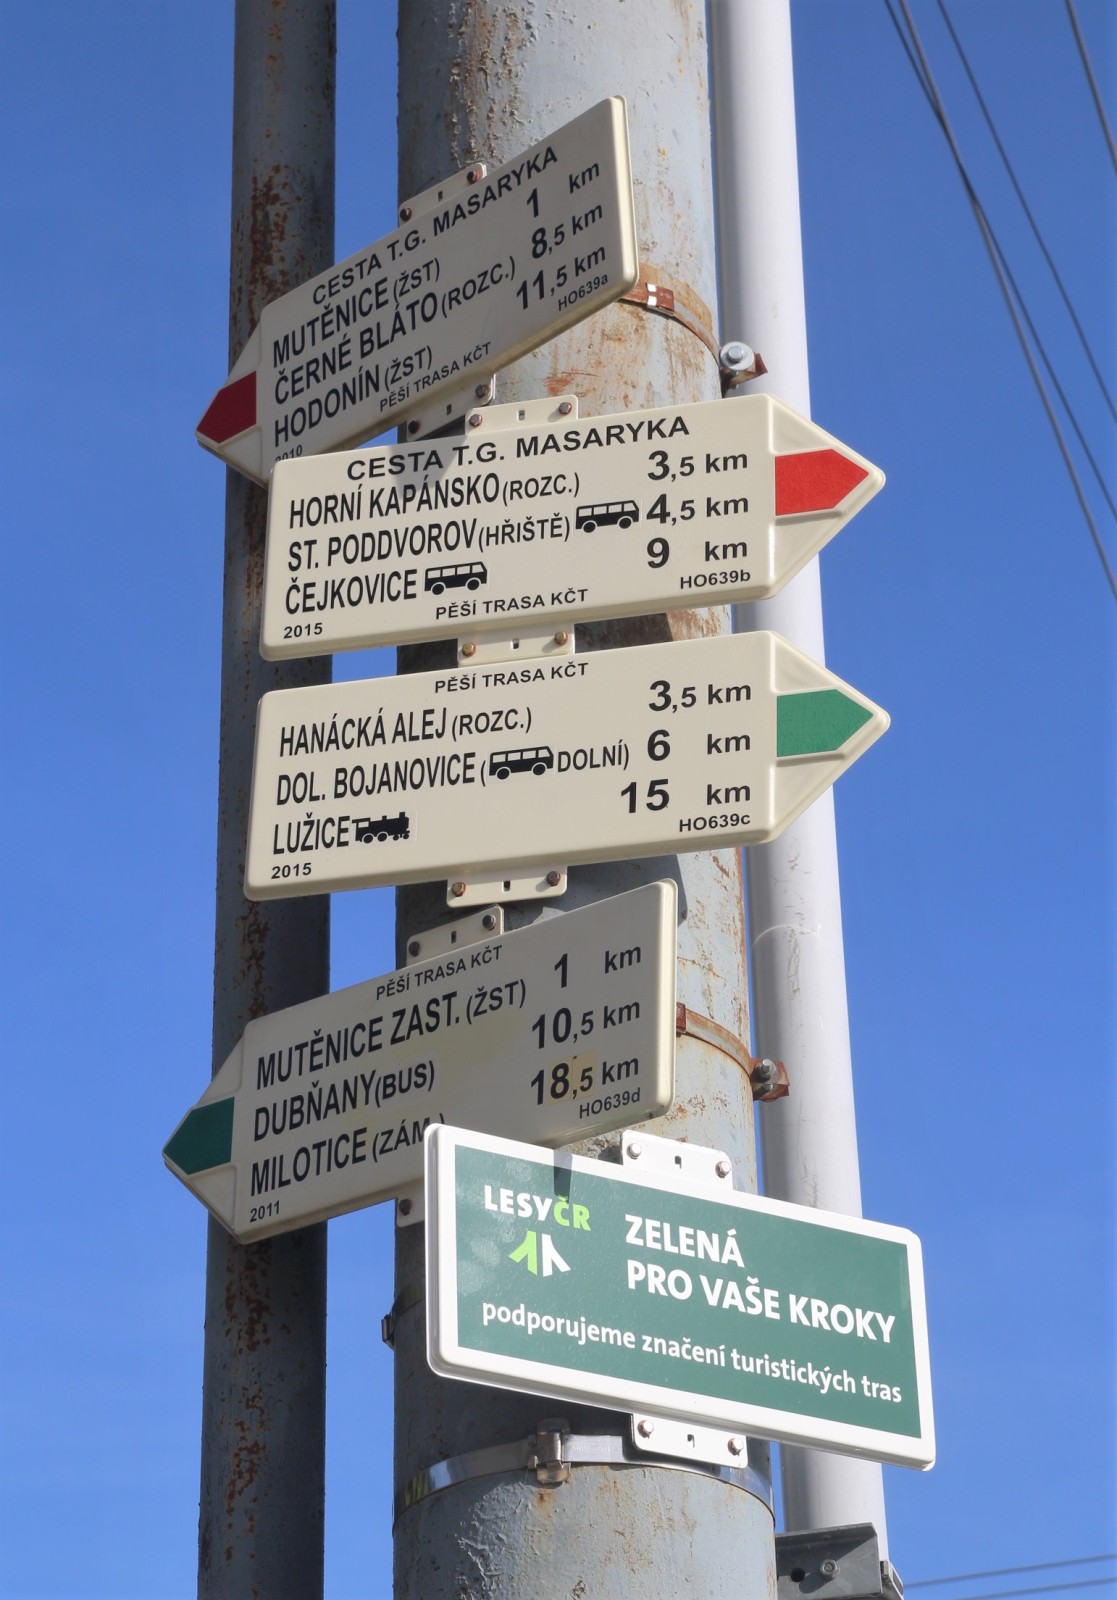 CESTA T.G. MASARYKA
MUTĚNICE (ŽST) 1 km
ČERNÉ BLÁTO (ROZC.) 8,5 km
HODONÍN (ŽST) 11,5 km
PĚŠÍ TRASA KČT HO639a
2010
CESTA T.G. MASARYKA
HORNÍ KAPÁNSKO (ROZC.) 3,5 km
ST. PODDVOROV (HŘIŠTĚ) 4,5 km
ČEJKOVICE 9 km
2015 PĚŠÍ TRASA KČT HO639b
PĚŠÍ TRASA KČT
HANÁCKÁ ALEJ (ROZC.) 3,5 km
DOL. BOJANOVICE ( DOLNÍ) 6 km
LUŽICE 15 km
2015 HO639c
PĚŠÍ TRASA KČT
MUTĚNICE ZAST. (ŽST) 1 km
DUBŇANY (BUS) 10,5 km
MILOTICE (ZÁM.) 18,5 km
2011 HO639d
LESYČR
ZELENÁ
PRO VAŠE KROKY
podporujeme značení turistických tras